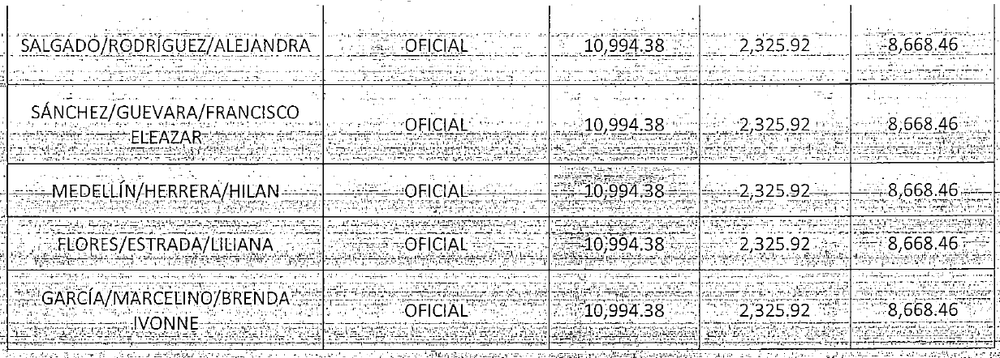 SALGADO/RODRÍGUEZ/ALEJANDRA OFICIAL 10,994.38 2,325.92 8,668.46
SÁNCHEZ/GUEVARA/FRANCISCO
ELEAZAR OFICIAL 10,994.38 2,325.92 8,668.46
MEDELLÍN/HERRERA/HILAN OFICIAL 10,994.38 2,325.92 8,668.46
FLORES/ESTRADA/LILIANA OFICIAL 10,994.38 2,325.92 8,668.46
GARCÍA/MARCELINO/BRENDA
IVONNE OFICIAL 10,994.38 2,325.92 8,668.46